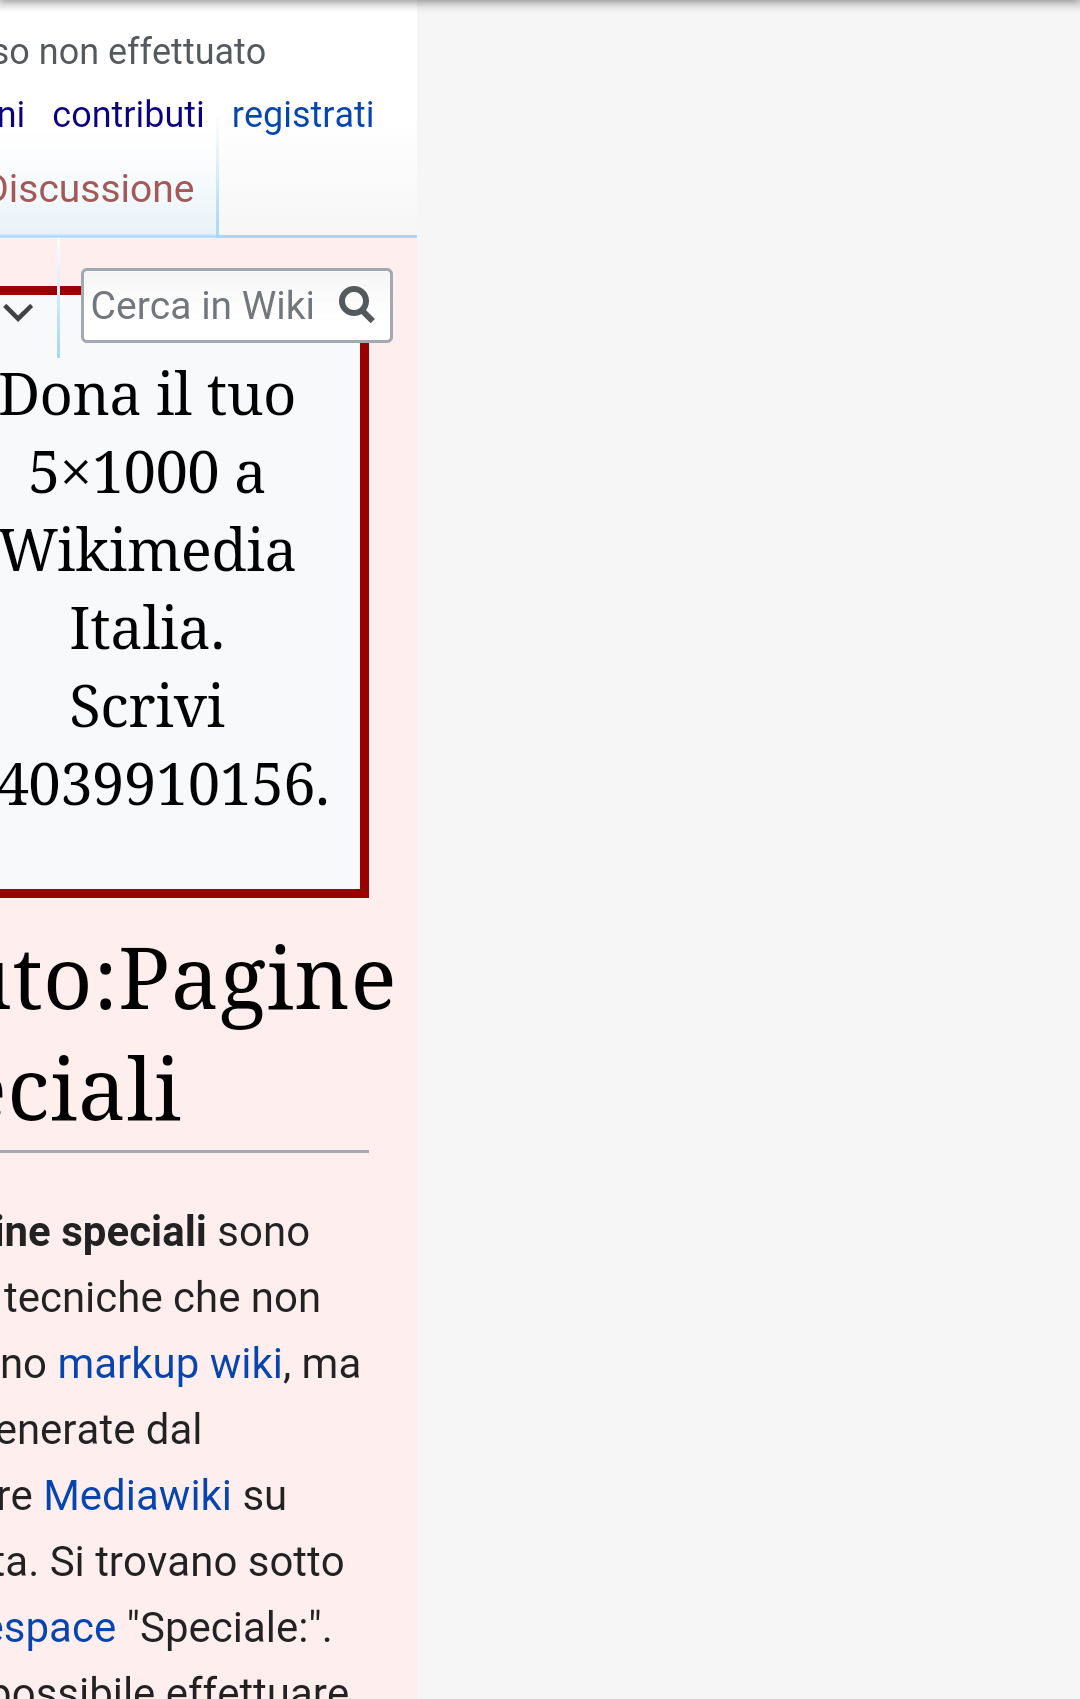 so non effettuato
ni contributi registrati
Discussione
Cerca in Wiki
Dona il tuo
5×1000 a
Wikimedia
Italia.
Scrivi
4039910156.
uto:Pagine
eciali
ine speciali sono
tecniche che non
no markup wiki, ma
enerate dal
re Mediawiki su
ta. Si trovano sotto
espace "Speciale:".
possibile effettuare